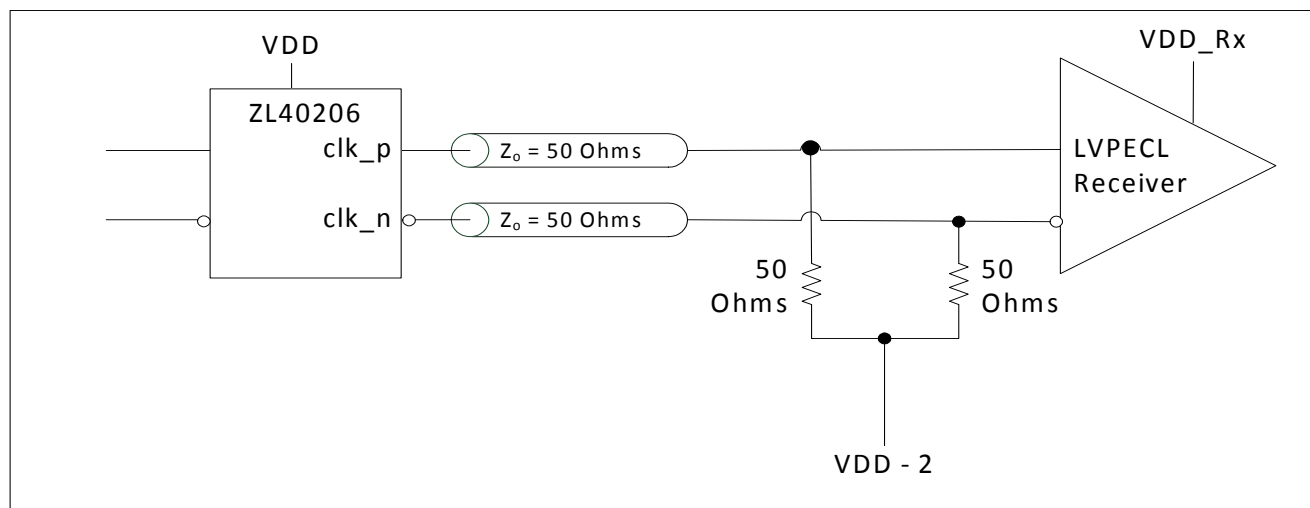 VDD
ZL40206
clk_p
clk_n
Zo = 50 Ohms
Zo = 50 Ohms
VDD_Rx
LVPECL
Receiver
50
Ohms
50
Ohms
VDD - 2